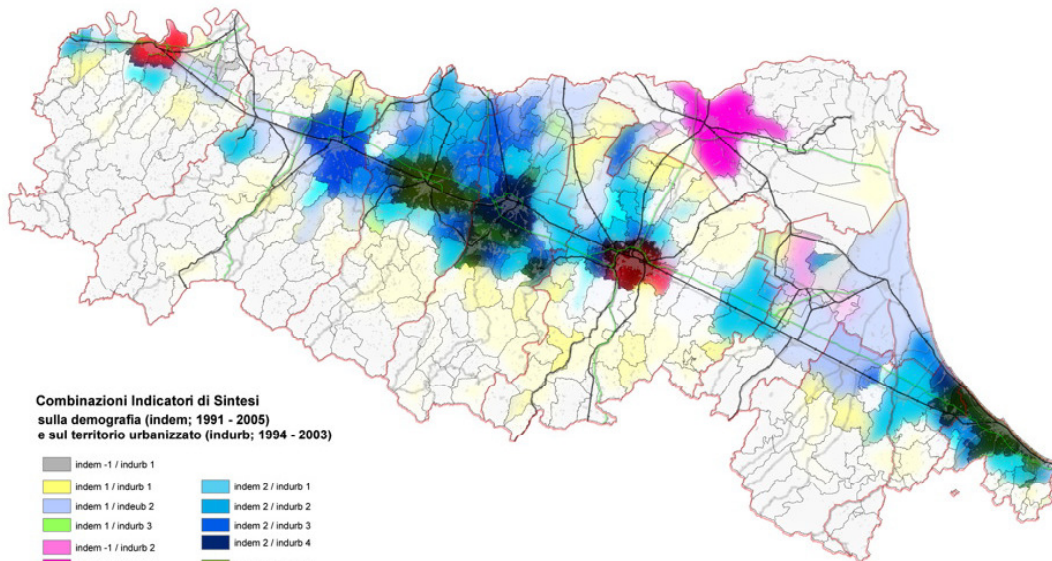 Combinazioni Indicatori di Sintesi
sulla demografia (indem; 1991 - 2005)
e sul territorio urbanizzato (indurb; 1994 - 2003)
indem -1 / indurb 1
indem 1 / indurb 1
indem 1 / indeub 2
indem 1 / indurb 3
indem -1 / indurb 2
indem 2 / indurb 1
indem 2 / indurb 2
indem 2 / indurb 3
indem 2 / indurb 4